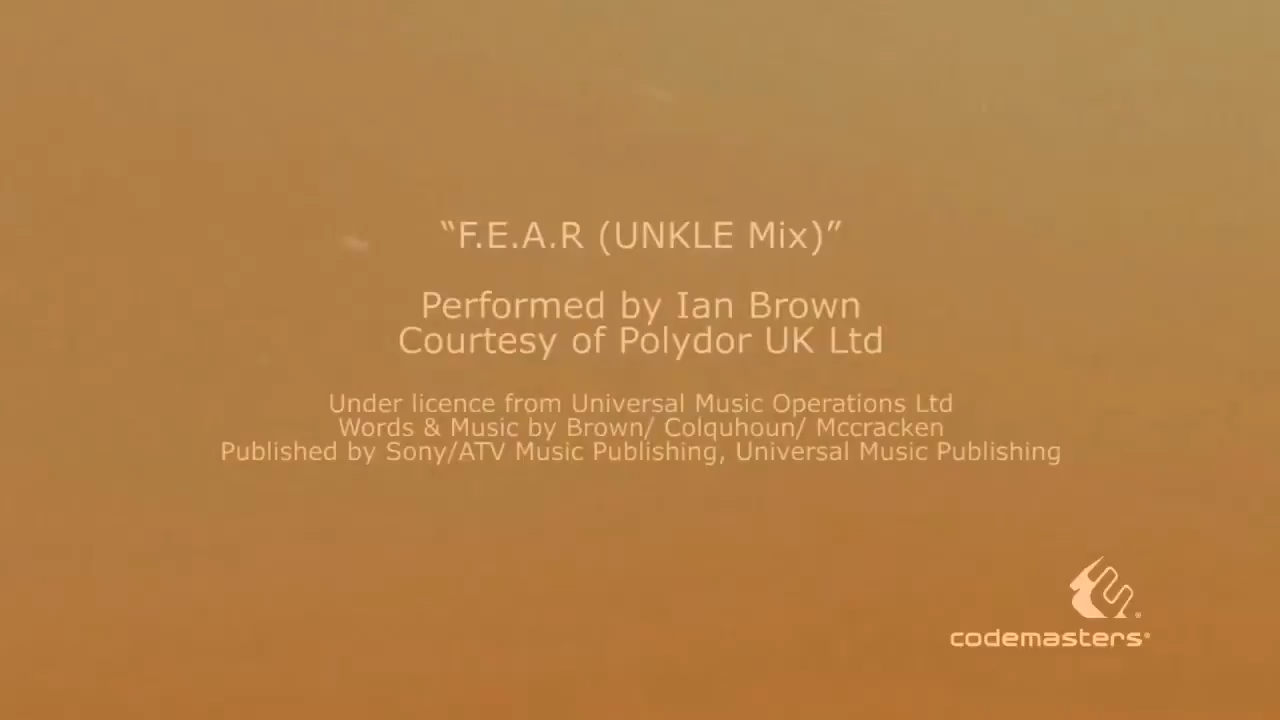 “F.E.A.R (UNKLE Mix)”
Performed by Ian Brown
Courtesy of Polydor UK Ltd
Under licence from Universal Music Operations Ltd
Words & Music by Brown/ Colquhoun/ Mccracken
Published by Sony/ATV Music Publishing, Universal Music Publishing
codemasters®